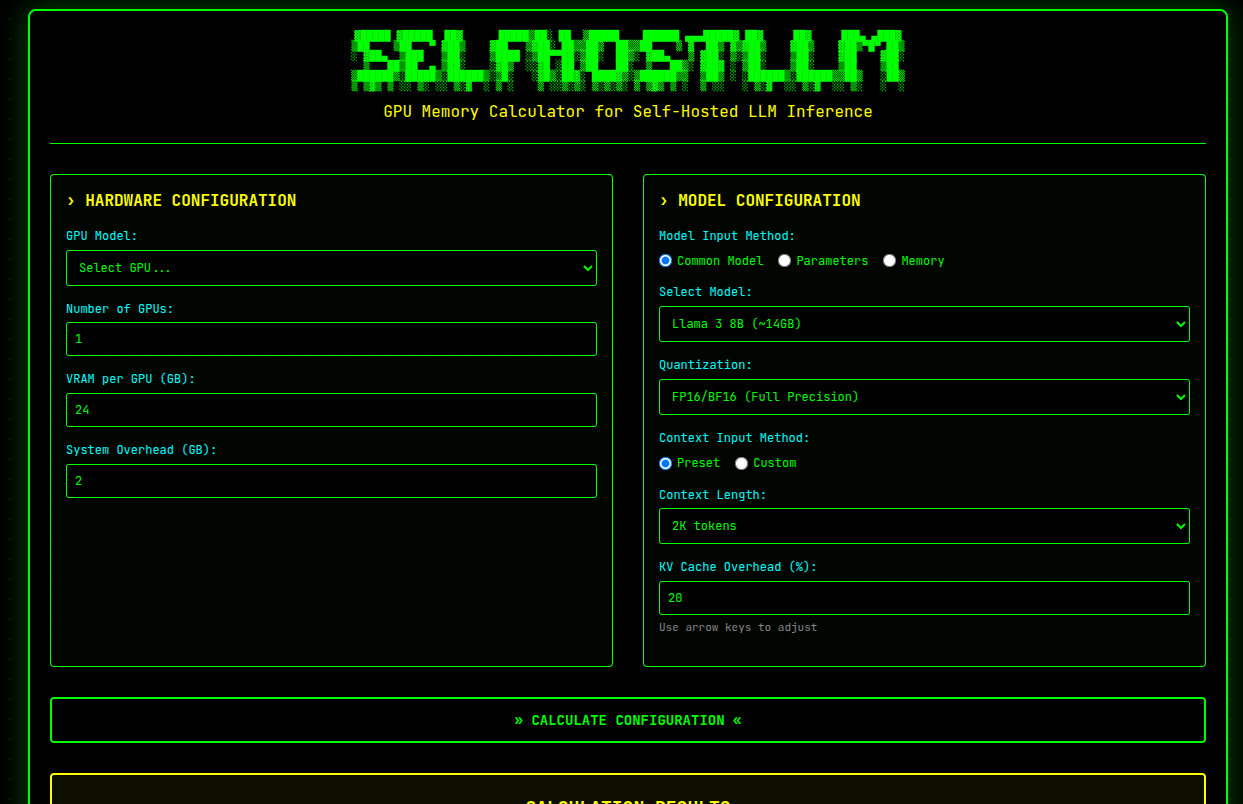 GPU Memory Calculator for Self-Hosted LLM Inference
› HARDWARE CONFIGURATION
GPU Model:
Select GPU...
Number of GPUs:
1
VRAM per GPU (GB):
24
System Overhead (GB):
2
› MODEL CONFIGURATION
Model Input Method:
Common Model Parameters Memory
Select Model:
Llama 3 8B (~14GB)
Quantization:
FP16/BF16 (Full Precision)
Context Input Method:
Preset Custom
Context Length:
2K tokens
KV Cache Overhead (%):
20
Use arrow keys to adjust
» CALCULATE CONFIGURATION «
CALCULATION RESULTS